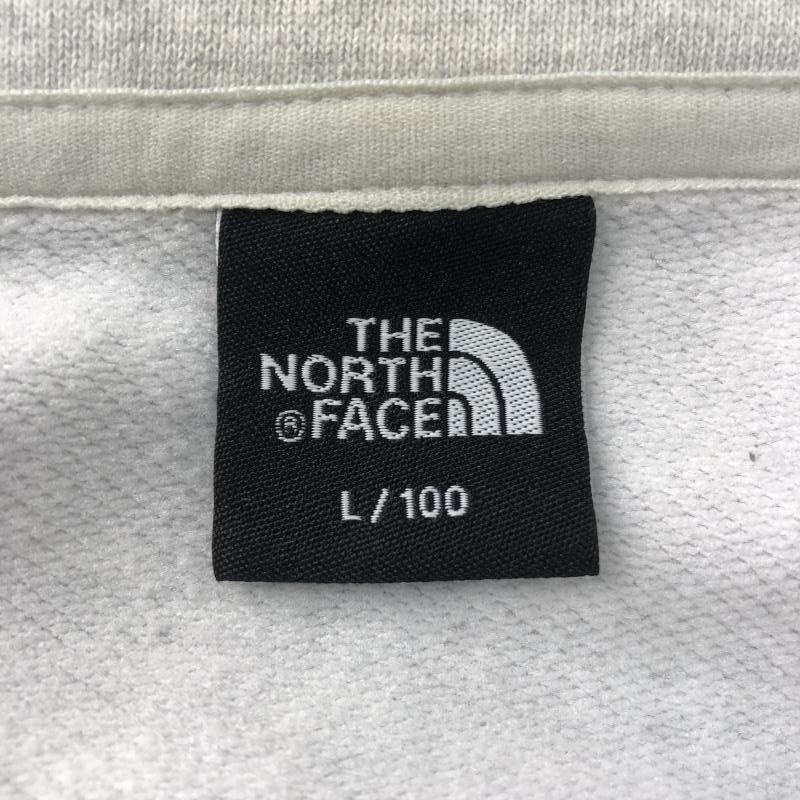 THE
NORTH
® FACE
L / 100